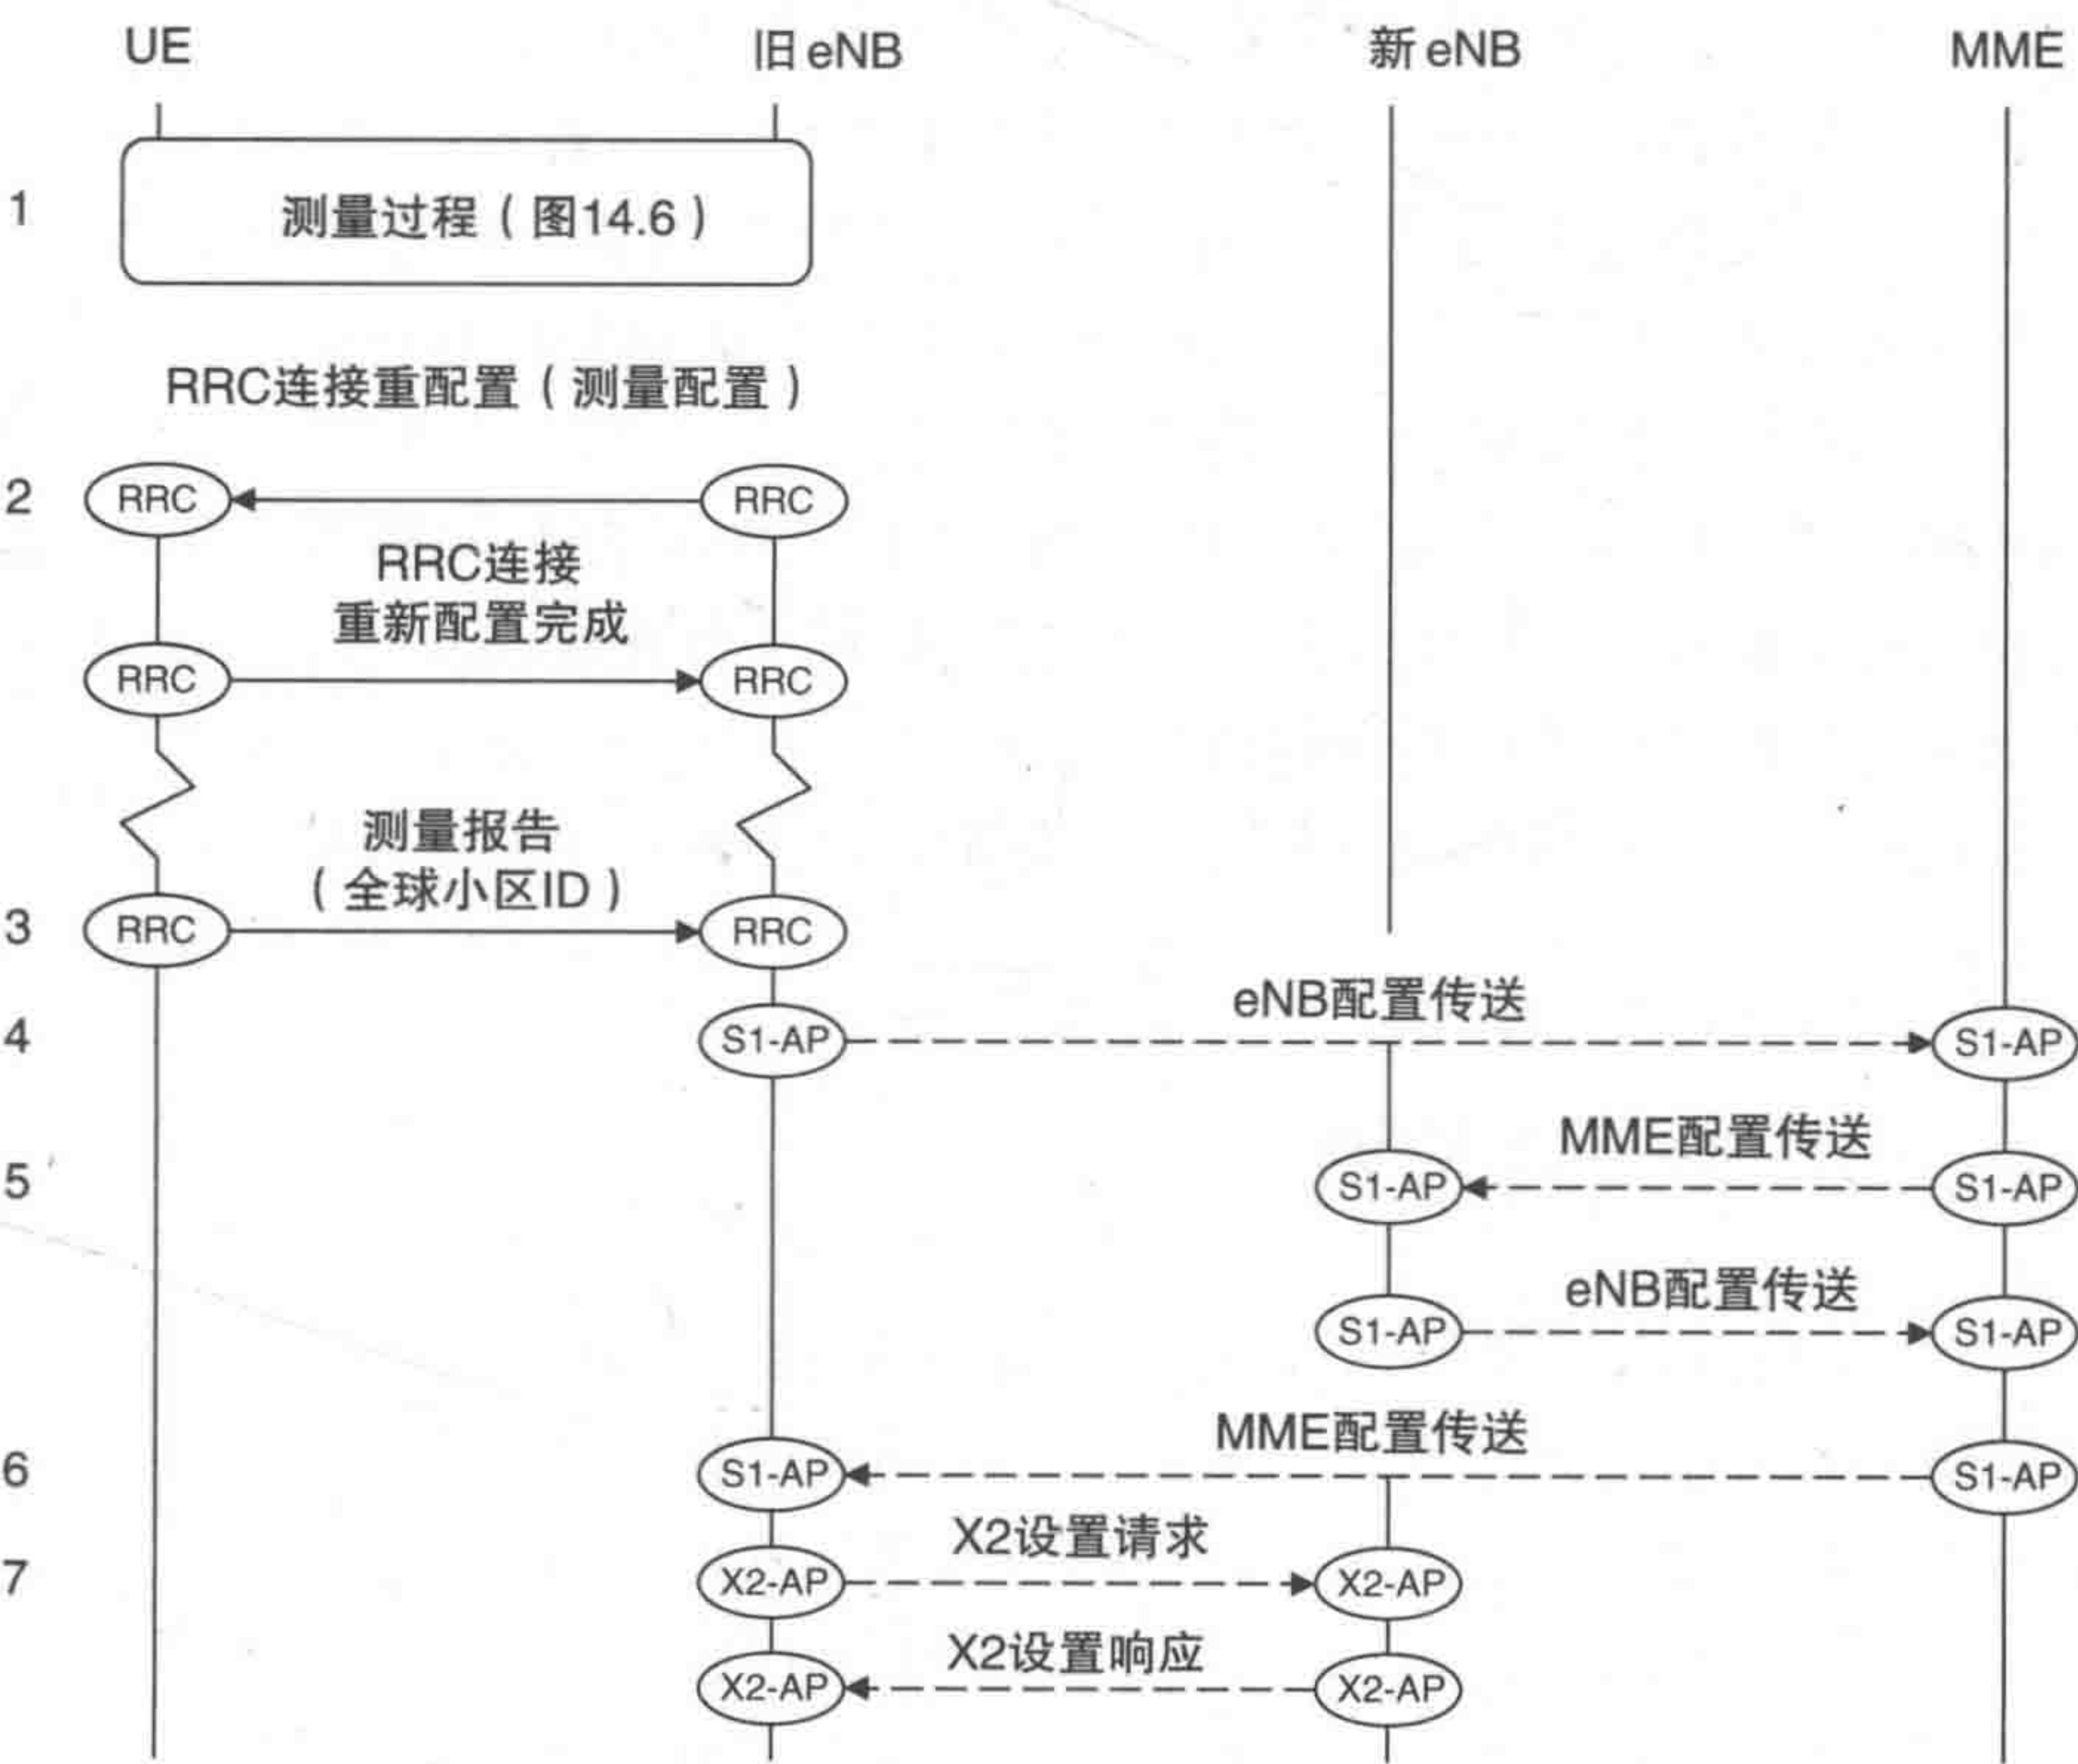 UE
旧eNB
新eNB
MME
1
测量过程（图14.6）
RRC连接重配置（测量配置）
2
RRC
RRC
RRC连接
重新配置完成
RRC
RRC
测量报告
（全球小区ID）
3
RRC
RRC
eNB配置传送
4
S1-AP
S1-AP
MME配置传送
5
S1-AP
S1-AP
eNB配置传送
S1-AP
S1-AP
MME配置传送
6
S1-AP
S1-AP
X2设置请求
7
X2-AP
X2-AP
X2设置响应
X2-AP
X2-AP